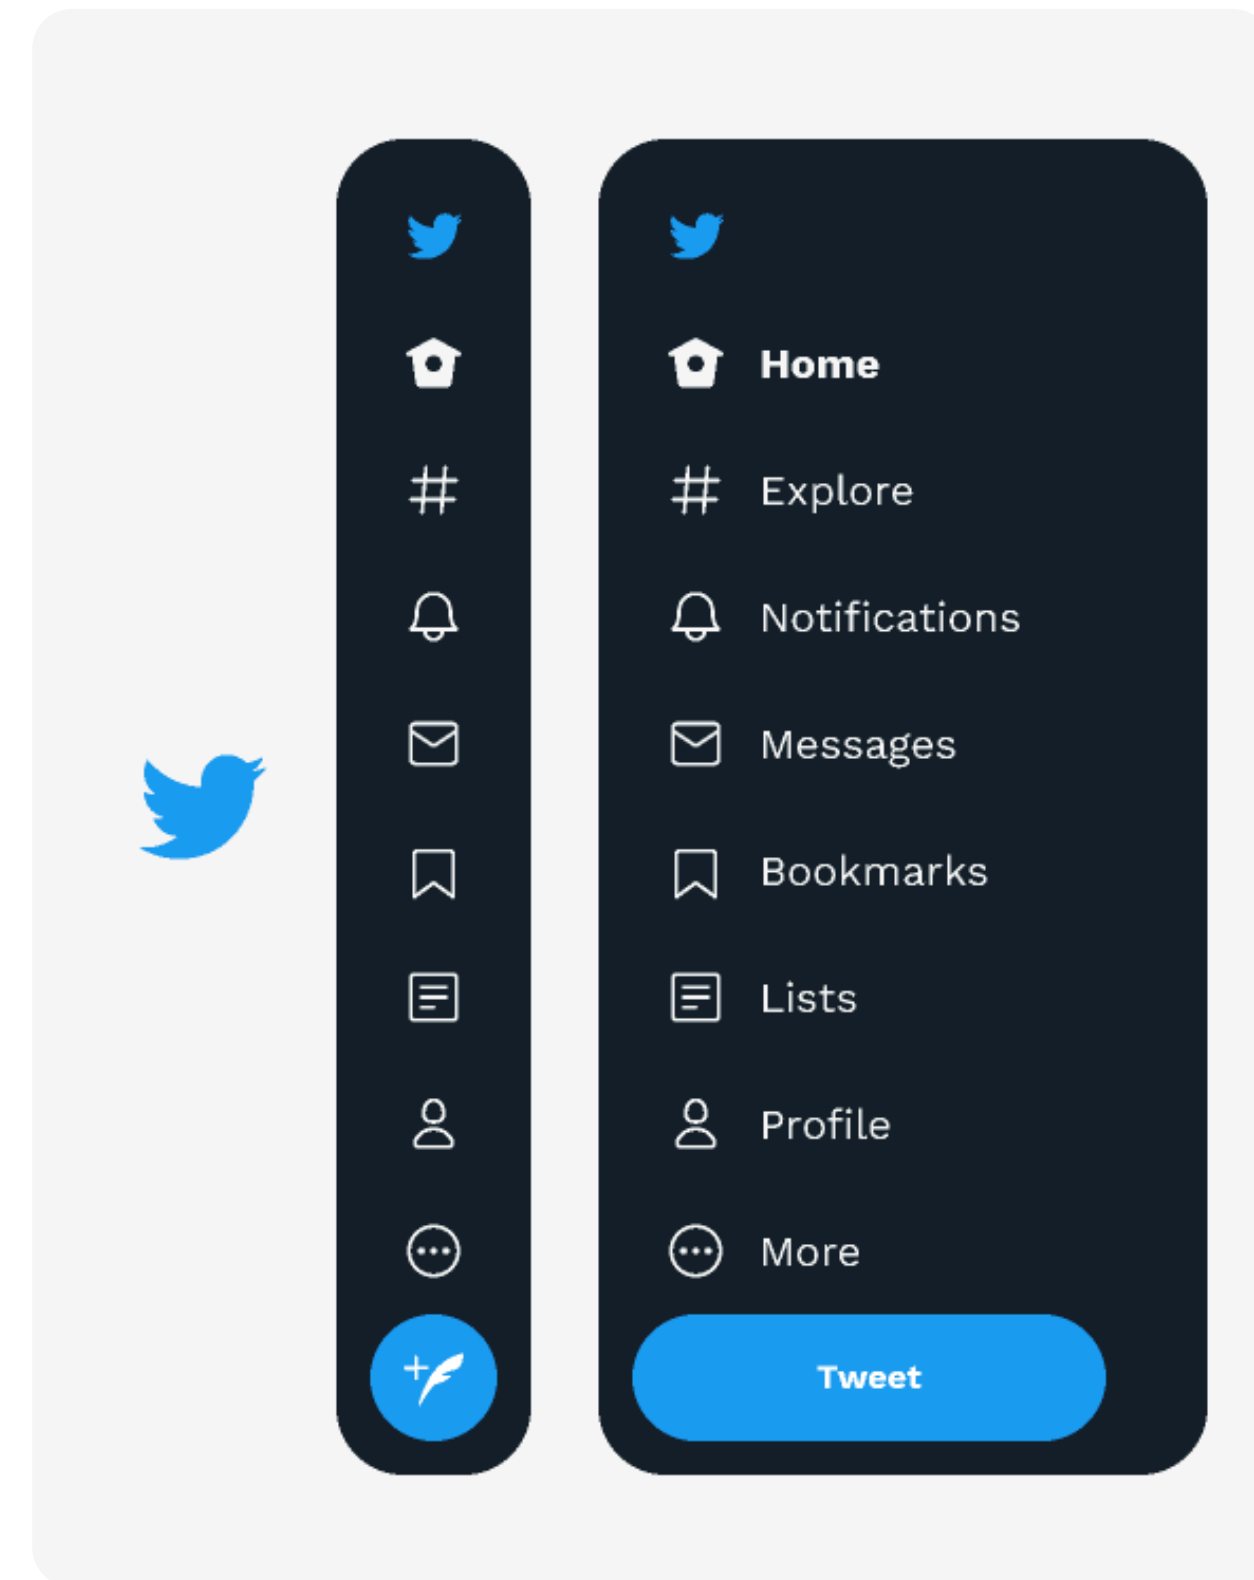 Home
Explore
Notifications
Messages
Bookmarks
Lists
Profile
More
Tweet